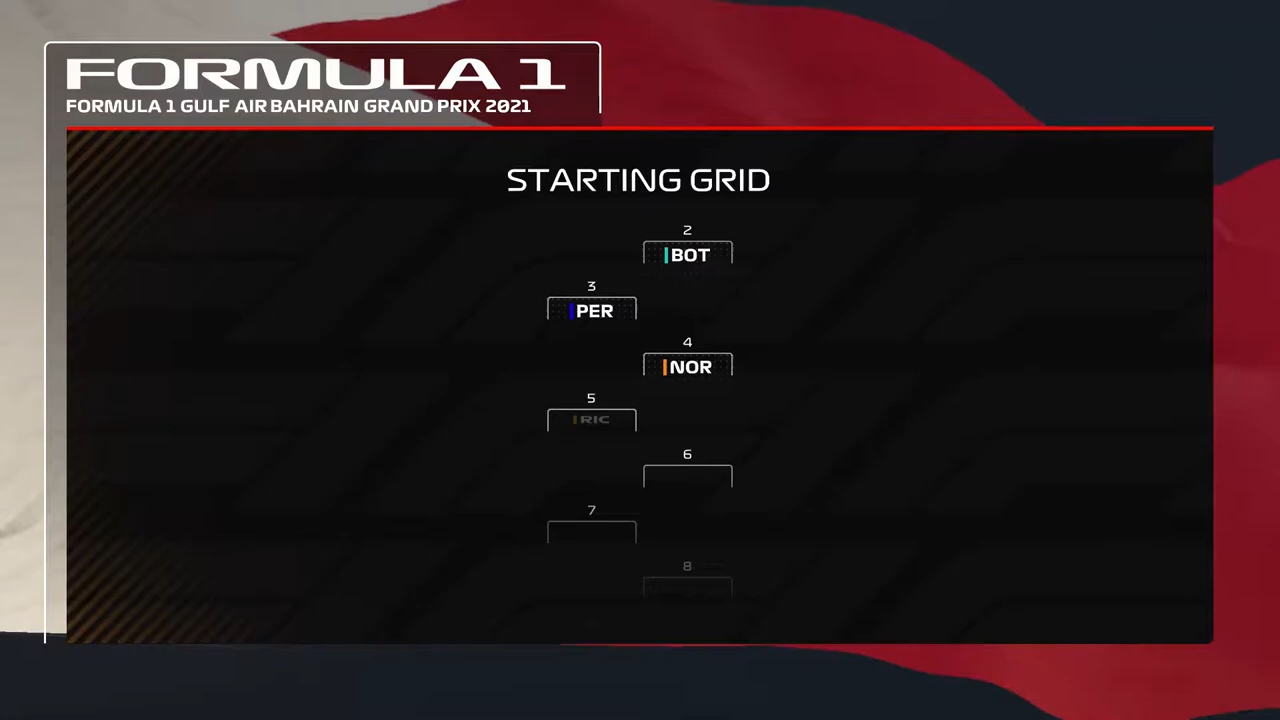 FORMULA 1
FORMULA 1 GULF AIR BAHRAIN GRAND PRIX 2021
STARTING GRID
2
BOT
3
PER
4
NOR
5
RIC
6
7
8